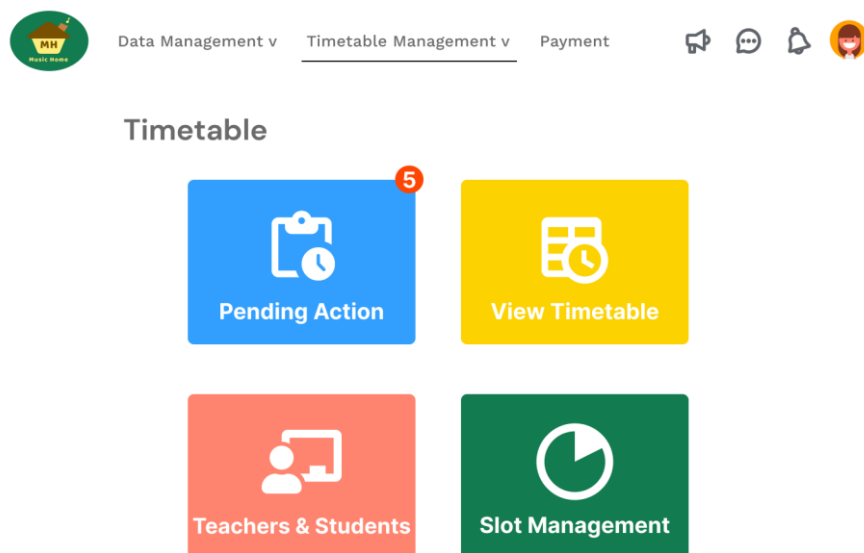 MH
Music Home
Data Management v
Timetable Management v
Payment
Timetable
5
Pending Action
View Timetable
Teachers & Students
Slot Management